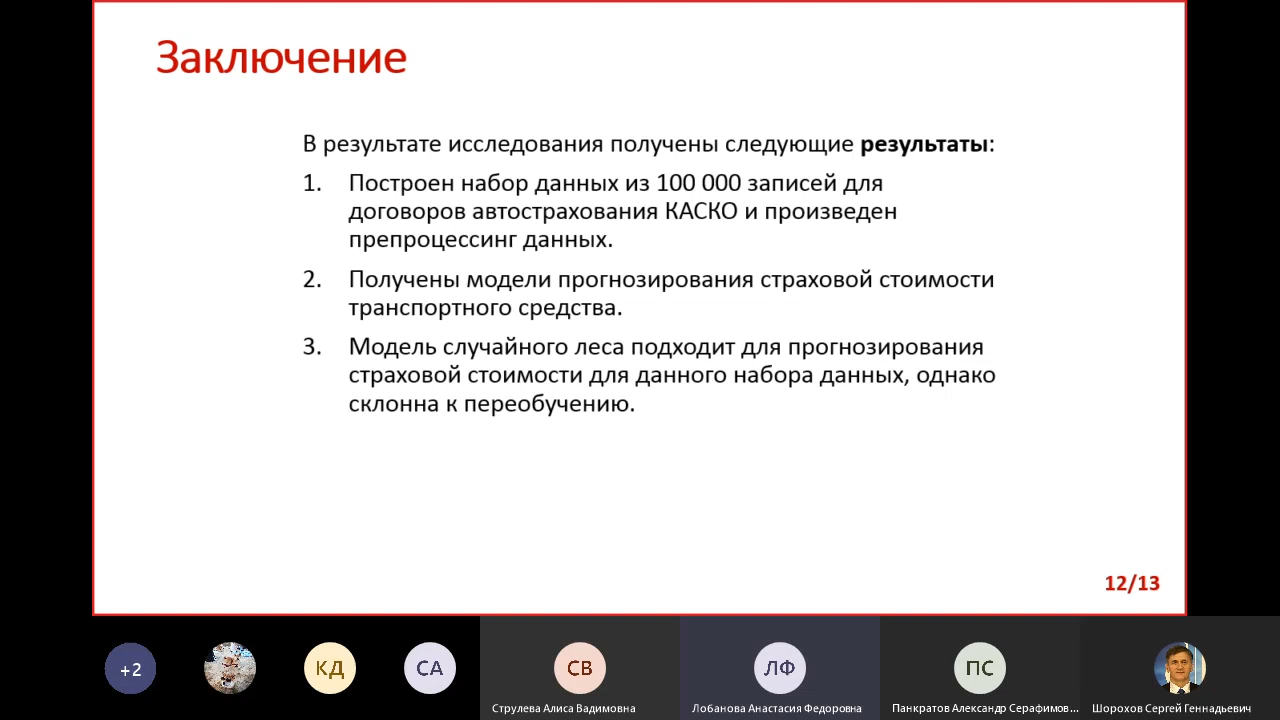 Заключение
В результате исследования получены следующие результаты:
1. Построен набор данных из 100 000 записей для
договоров автострахования КАСКО и произведен
препроцессинг данных.
2. Получены модели прогнозирования страховой стоимости
транспортного средства.
3. Модель случайного леса подходит для прогнозирования
страховой стоимости для данного набора данных, однако
склонна к переобучению.
12/13
+2
КД
СА
СВ
ЛФ
ПС
Струлева Алиса Вадимовна
Лобанова Анастасия Федоровна
Панкратов Александр Серафимов...
Шорохов Сергей Геннадьевич